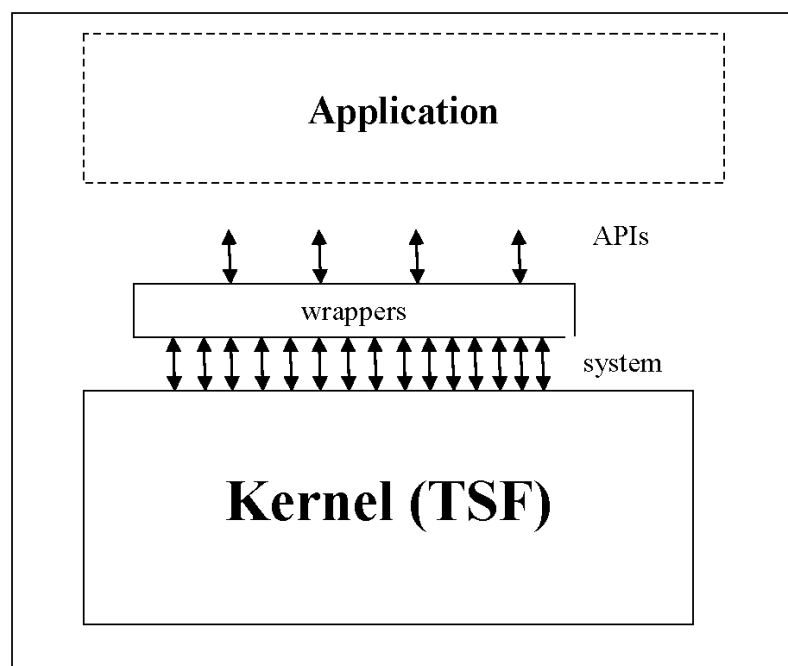 Application
APIs
wrappers
system
Kernel (TSF)